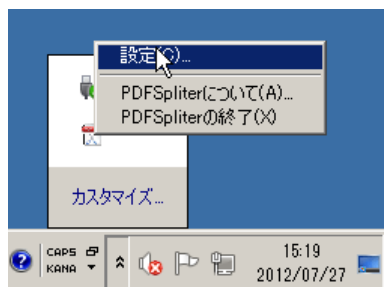 設定(C)...
PDFSpliterについて(A)...
PDFSpliterの終了(X)
カスタマイズ...
CAPS
KANA
15:19
2012/07/27